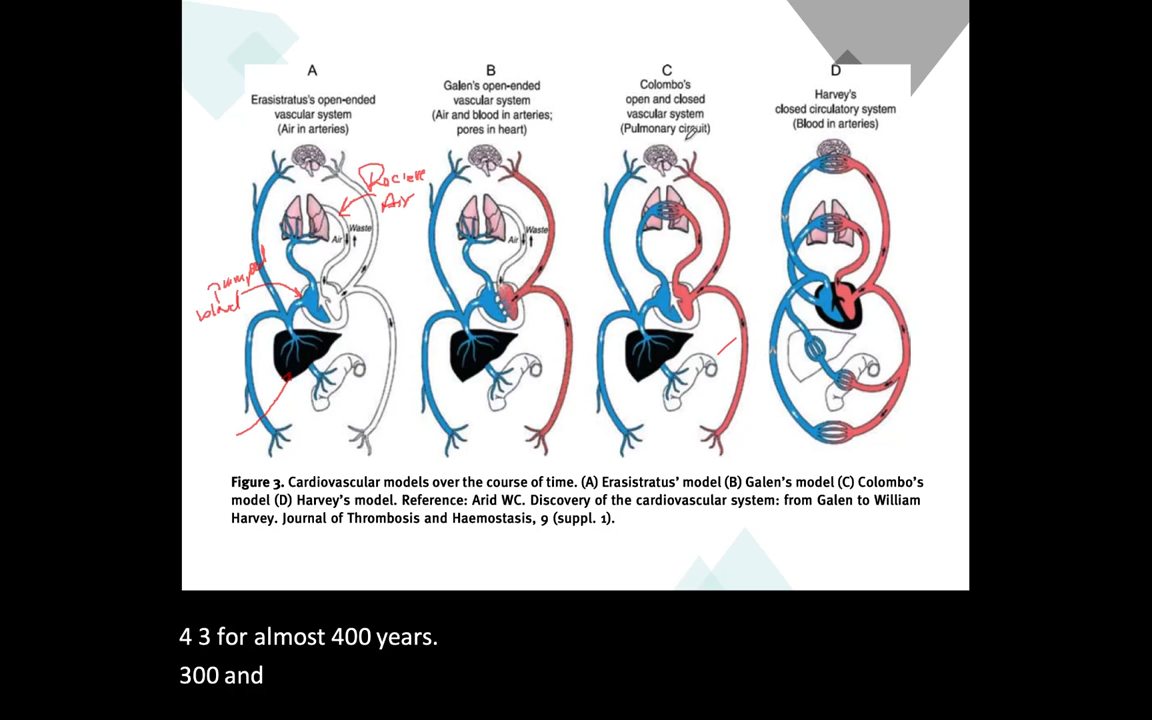 A
Erasistratus's open-ended
vascular system
(Air in arteries)
B
Galen's open-ended
vascular system
(Air and blood in arteries;
pores in heart)
C
Colombo's
open and closed
vascular system
(Pulmonary circuit)
D
Harvey's
closed circulatory system
(Blood in arteries)
Air
Waste
Air
Waste
Air
Figure 3. Cardiovascular models over the course of time. (A) Erasistratus' model (B) Galen's model (C) Colombo's
model (D) Harvey's model. Reference: Arid WC. Discovery of the cardiovascular system: from Galen to William
Harvey. Journal of Thrombosis and Haemostasis, 9 (suppl. 1).
4 3 for almost 400 years.
300 and